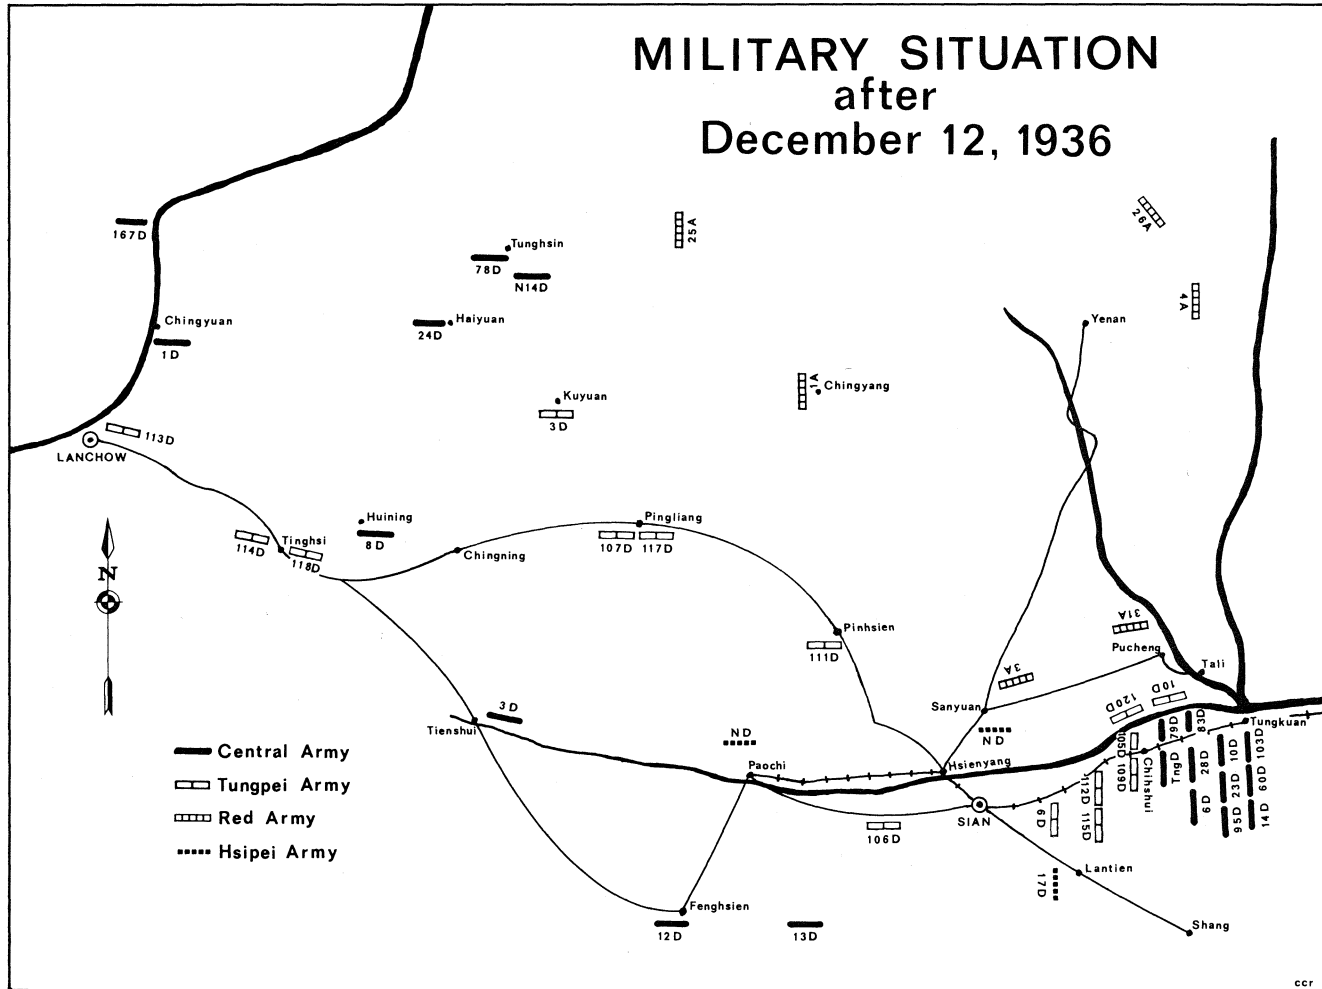 MILITARY SITUATION
after
December 12, 1936
167D
Tunghsin
78D
N14D
25A
26A
4A
Chingyuan
1D
24D
Haiyuan
Yenan
1A
Chingyang
Kuyuan
3D
113D
LANCHOW
Huining
8D
Tinghsi
114D
118D
Chingning
Pingliang
107D
117D
N
Pinhsien
111D
31A
Pucheng
Tali
3A
Sanyuan
120D
10D
3D
Tienshui
ND
ND
Tungkuan
Paochi
Hsienyang
105D
109D
Chihshui
79D
83D
TngD
28D
6D
10D
23D
95D
103D
60D
14D
SIAN
106D
6D
112D
115D
Lantien
17D
Fenghsien
12D
13D
Shang
Central Army
Tungpei Army
Red Army
Hsipei Army
ccr